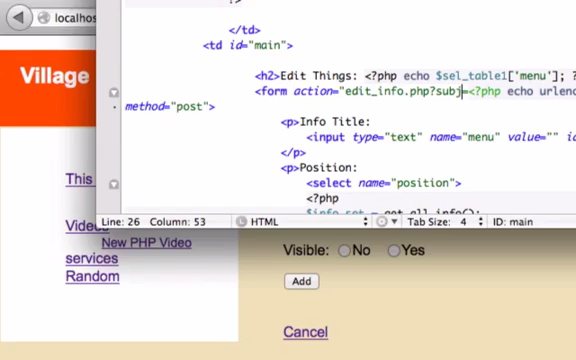 localhos
Village
</td>
<td id="main">
<h2>Edit Things: <?php echo $sel_table1['menu']; ?
<form action="edit_info.php?subj=<?php echo urlenc
method="post">
<p>Info Title:
<input type="text" name="menu" value="" id
</p>
<p>Position:
<select name="position">
<?php
$info_set = get_all_info();
Line: 26 Column: 53 HTML Tab Size: 4 ID: main
This
Videos
New PHP Video
services
Random
Visible: No Yes
Add
Cancel